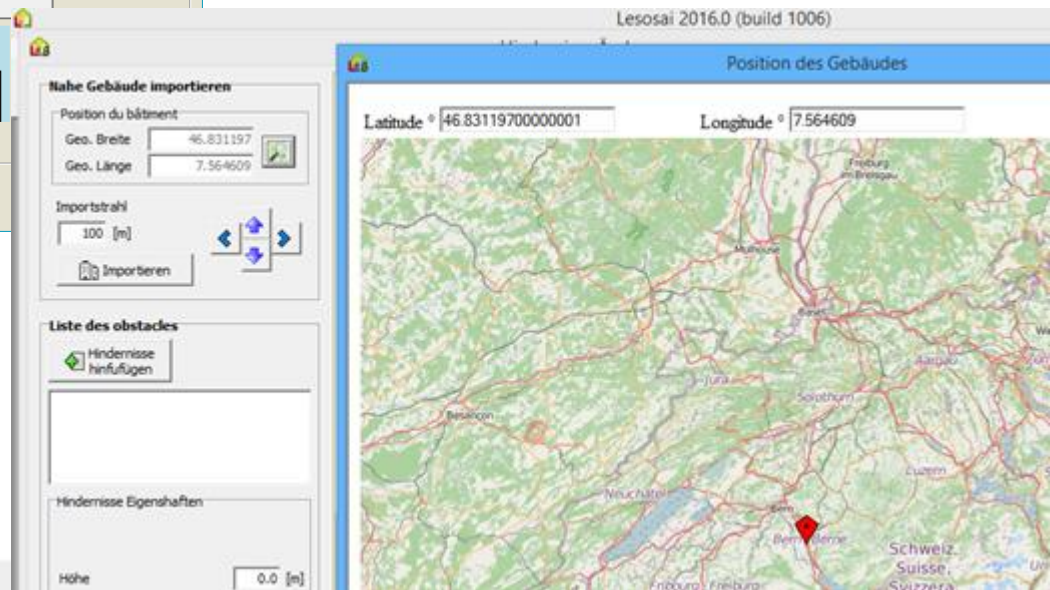 Lesosai 2016.0 (build 1006)
Nahe Gebäude importieren
Position du bâtiment
Geo. Breite 46.831197
Geo. Länge 7.564609
Importstrahl
100 [m]
Importieren
Liste des obstacles
Hindernisse
hinfufügen
Hindernisse Eigenshaften
Höhe 0.0 [m]
Position des Gebäudes
Latitude ° 46.83119700000001 Longitude ° 7.564609
Freiburg
im Breisgau
Mulhouse
Basel
Aargau
Jura
Solothurn
Besançon
Luzern
Neuchâtel
Bern
Bern Berne
Schweiz,
Suisse,
Svizzera
Fribourg Freiburg